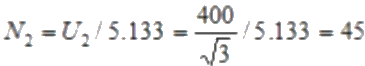 N₂ = U₂ / 5.133 = 400/√3 / 5.133 = 45